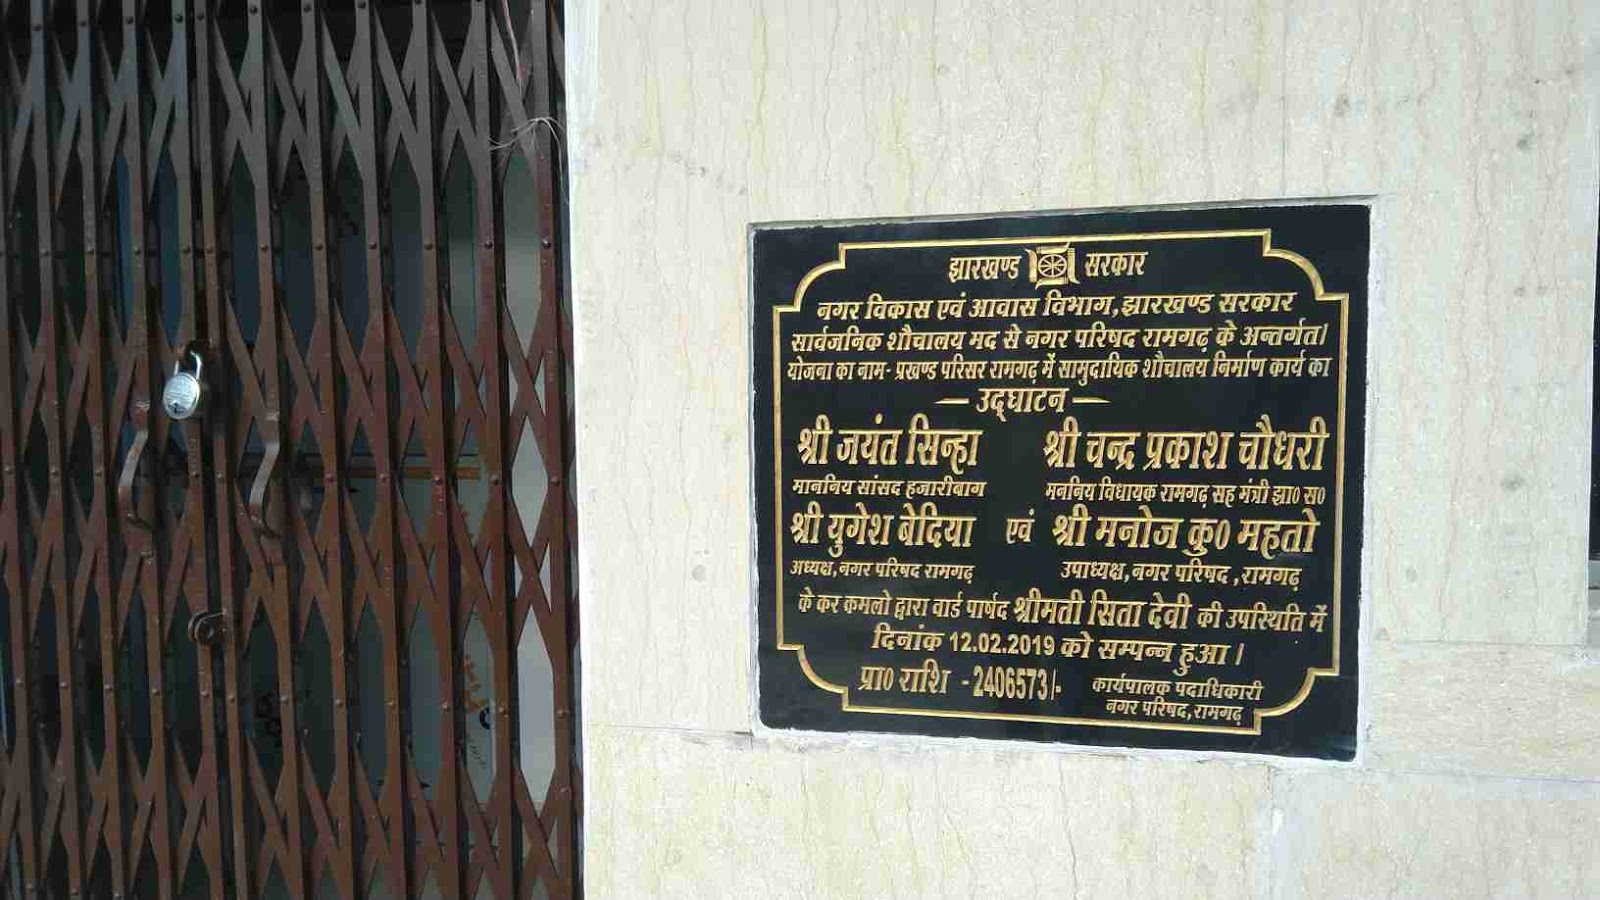 झारखण्ड सरकार
नगर विकास एवं आवास विभाग, झारखण्ड सरकार
सार्वजनिक शौचालय मद से नगर परिषद रामगढ़ के अन्तर्गत।
योजना का नाम- प्रखण्ड परिसर रामगढ़ में सामुदायिक शौचालय निर्माण कार्य का
— उद्घाटन —
श्री जयंत सिन्हा श्री चन्द्र प्रकाश चौधरी
माननिय सांसद हजारीबाग मननिय विधायक रामगढ़ सह मंत्री झा० स०
श्री युगेश बेदिया एवं श्री मनोज कु० महतो
अध्यक्ष, नगर परिषद रामगढ़ उपाध्यक्ष, नगर परिषद , रामगढ़
के कर कमलो द्वारा वार्ड पार्षद श्रीमती सिता देवी की उपस्थिति में
दिनांक 12.02.2019 को सम्पन्न हुआ।
प्रा० राशि - 2406573/- कार्यपालक पदाधिकारी
नगर परिषद, रामगढ़